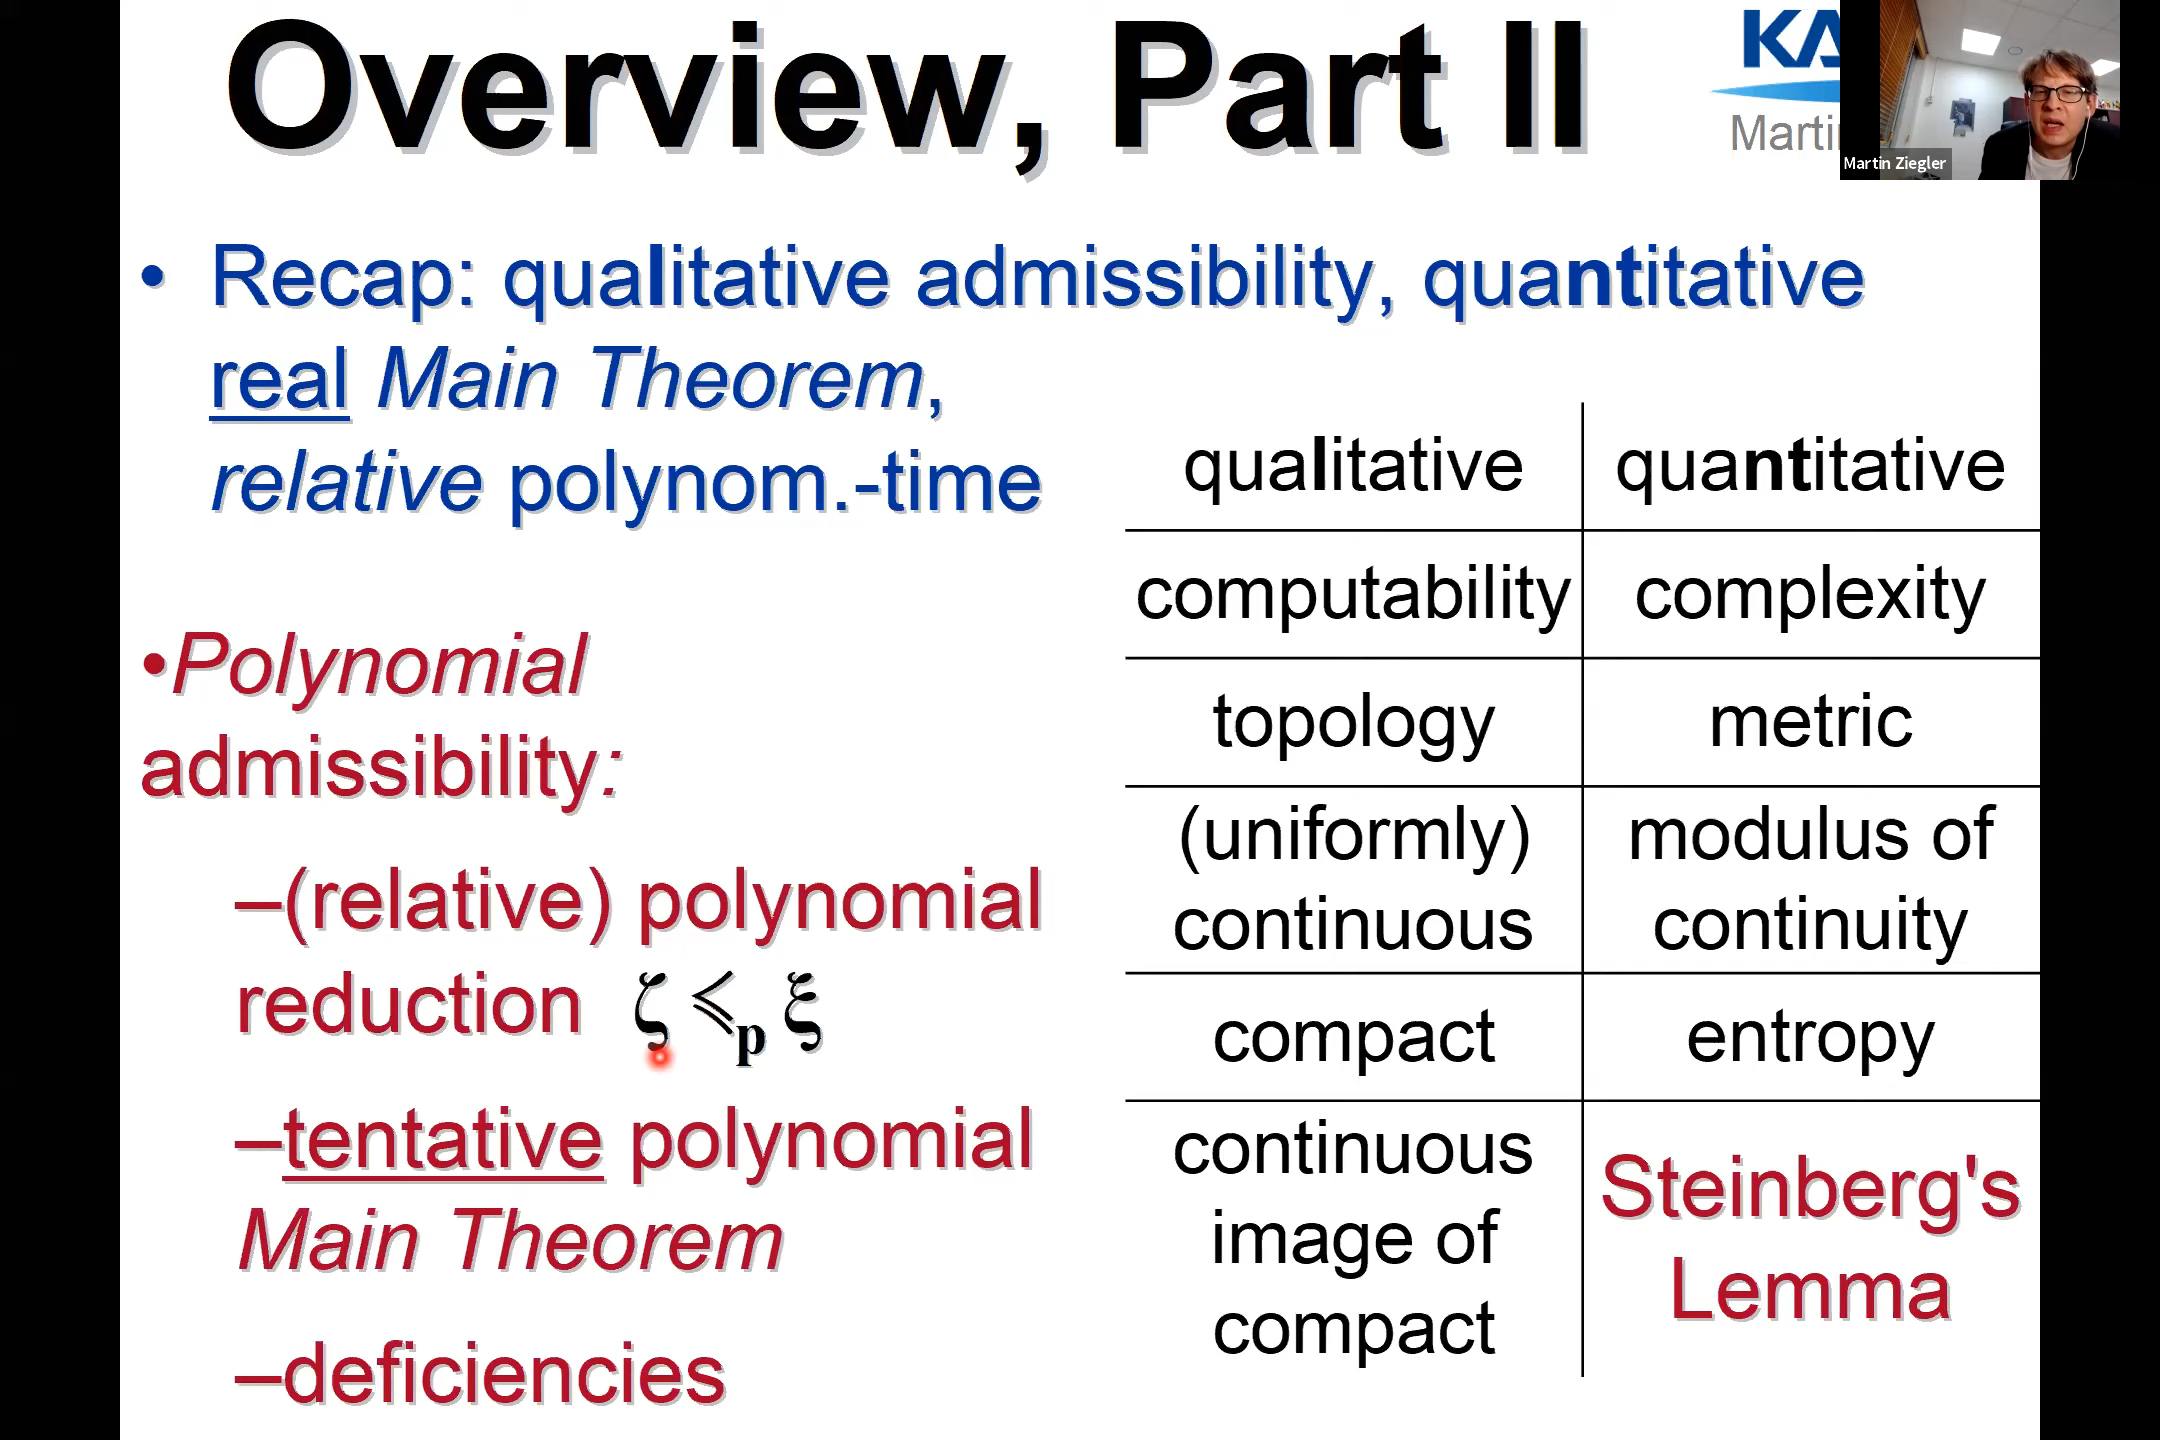 Overview, Part II
KA
Marti
Martin Ziegler
• Recap: qualitative admissibility, quantitative
real Main Theorem,
relative polynom.-time
•Polynomial
admissibility:
–(relative) polynomial
reduction ζ ≼p ξ
–tentative polynomial
Main Theorem
–deficiencies
qualitative quantitative
computability complexity
topology metric
(uniformly) modulus of
continuous continuity
compact entropy
continuous
image of
compact
Steinberg's
Lemma